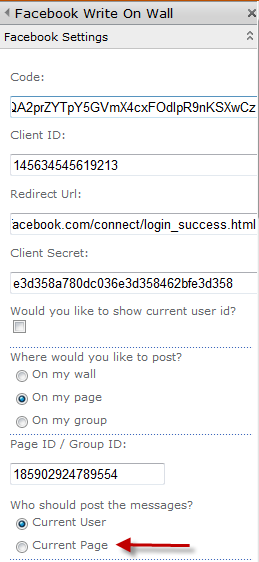 Facebook Write On Wall
Facebook Settings
Code:
QA2prZYTpY5GVmX4cxFOdlpR9nKSXwCz
Client ID:
145634545619213
Redirect Url:
facebook.com/connect/login_success.html
Client Secret:
e3d358a780dc036e3d358462bfe3d358
Would you like to show current user id?
Where would you like to post?
On my wall
On my page
On my group
Page ID / Group ID:
185902924789554
Who should post the messages?
Current User
Current Page